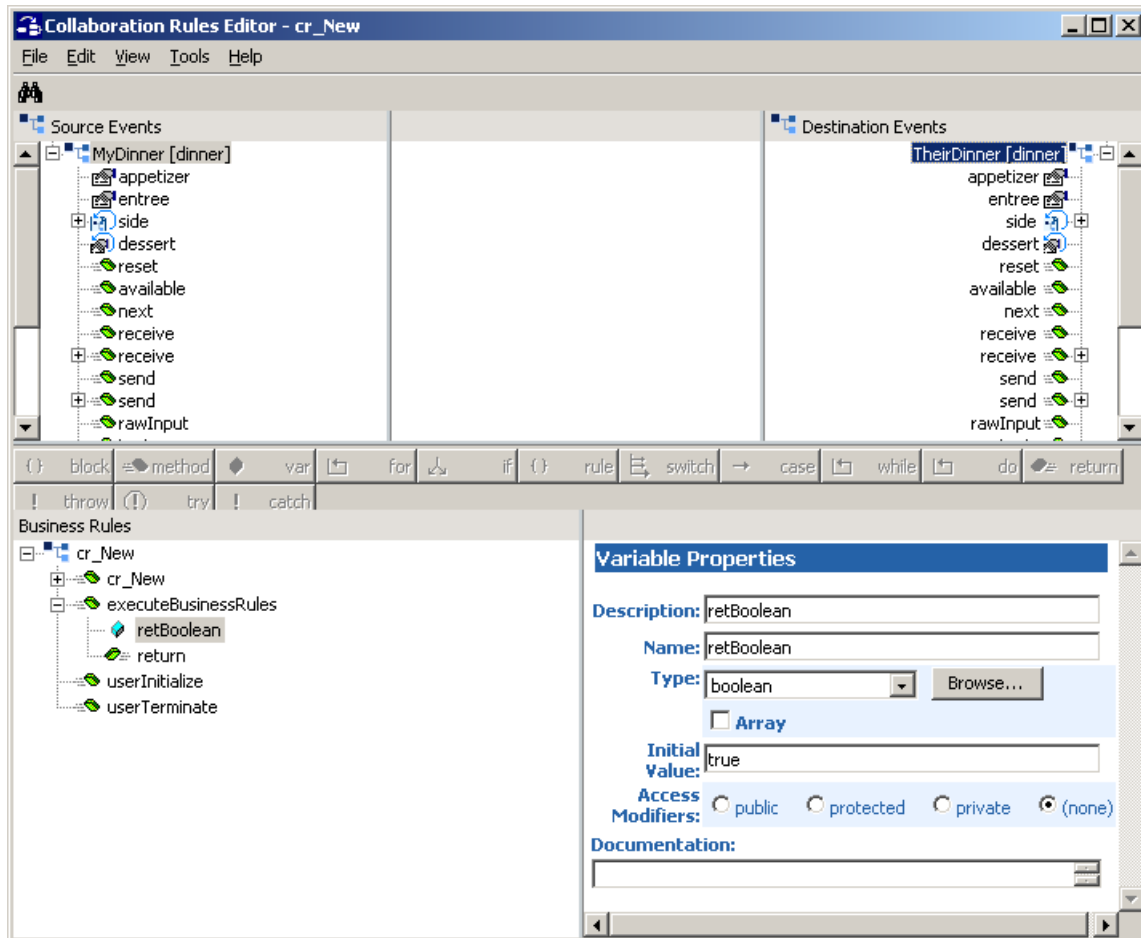 Collaboration Rules Editor - cr_New
File Edit View Tools Help
Source Events
Destination Events
MyDinner [dinner]
TheirDinner [dinner]
appetizer
appetizer
entree
entree
side
side
dessert
dessert
reset
reset
available
available
next
next
receive
receive
receive
receive
send
send
send
send
rawInput
rawInput
{} block method var for if {} rule switch → case while do return
! throw (!) try ! catch
Business Rules
cr_New
cr_New
executeBusinessRules
retBoolean
return
userInitialize
userTerminate
Variable Properties
Description: retBoolean
Name: retBoolean
Type: boolean Browse...
Array
Initial Value: true
Access Modifiers: public protected private (none)
Documentation: